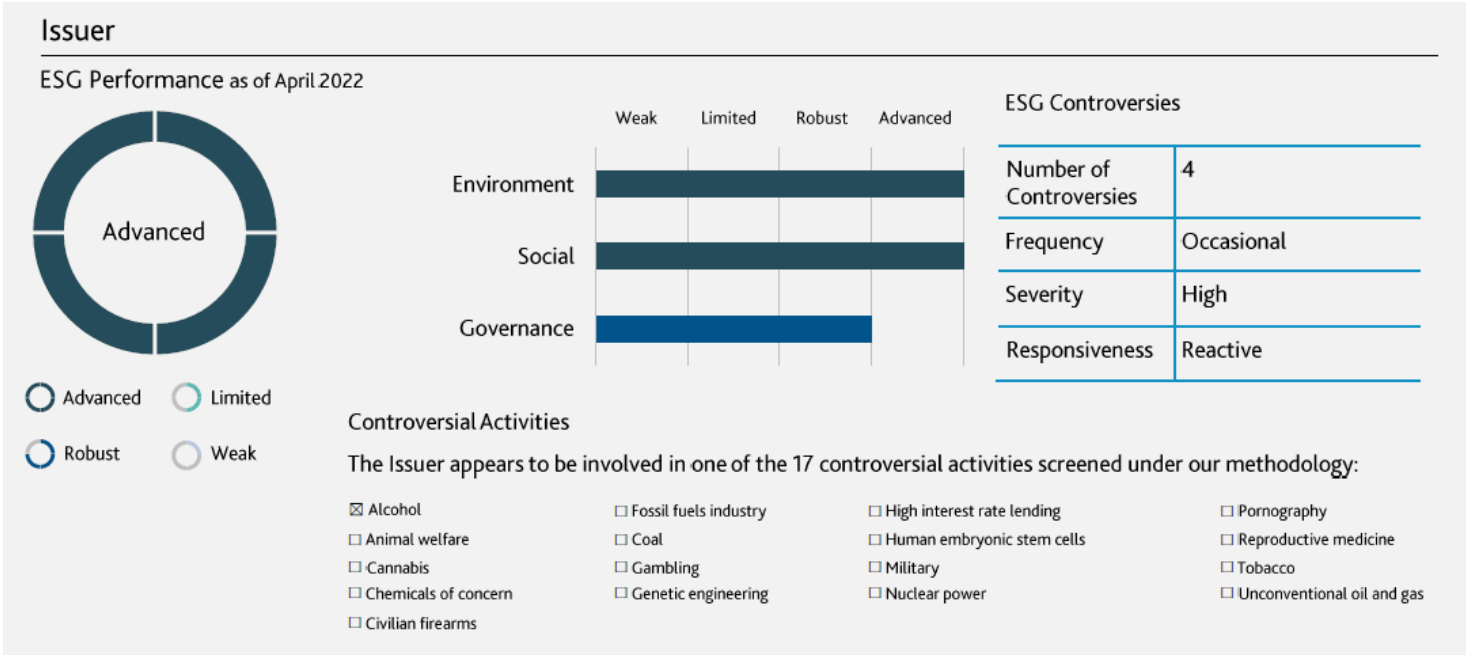 Issuer
ESG Performance as of April 2022
Advanced
Advanced
Limited
Robust
Weak
Weak
Limited
Robust
Advanced
Environment
Social
Governance
ESG Controversies
Number of
Controversies
4
Frequency
Occasional
Severity
High
Responsiveness
Reactive
Controversial Activities
The Issuer appears to be involved in one of the 17 controversial activities screened under our methodology:
☒ Alcohol
☐ Animal welfare
☐ Cannabis
☐ Chemicals of concern
☐ Civilian firearms
☐ Fossil fuels industry
☐ Coal
☐ Gambling
☐ Genetic engineering
☐ High interest rate lending
☐ Human embryonic stem cells
☐ Military
☐ Nuclear power
☐ Pornography
☐ Reproductive medicine
☐ Tobacco
☐ Unconventional oil and gas